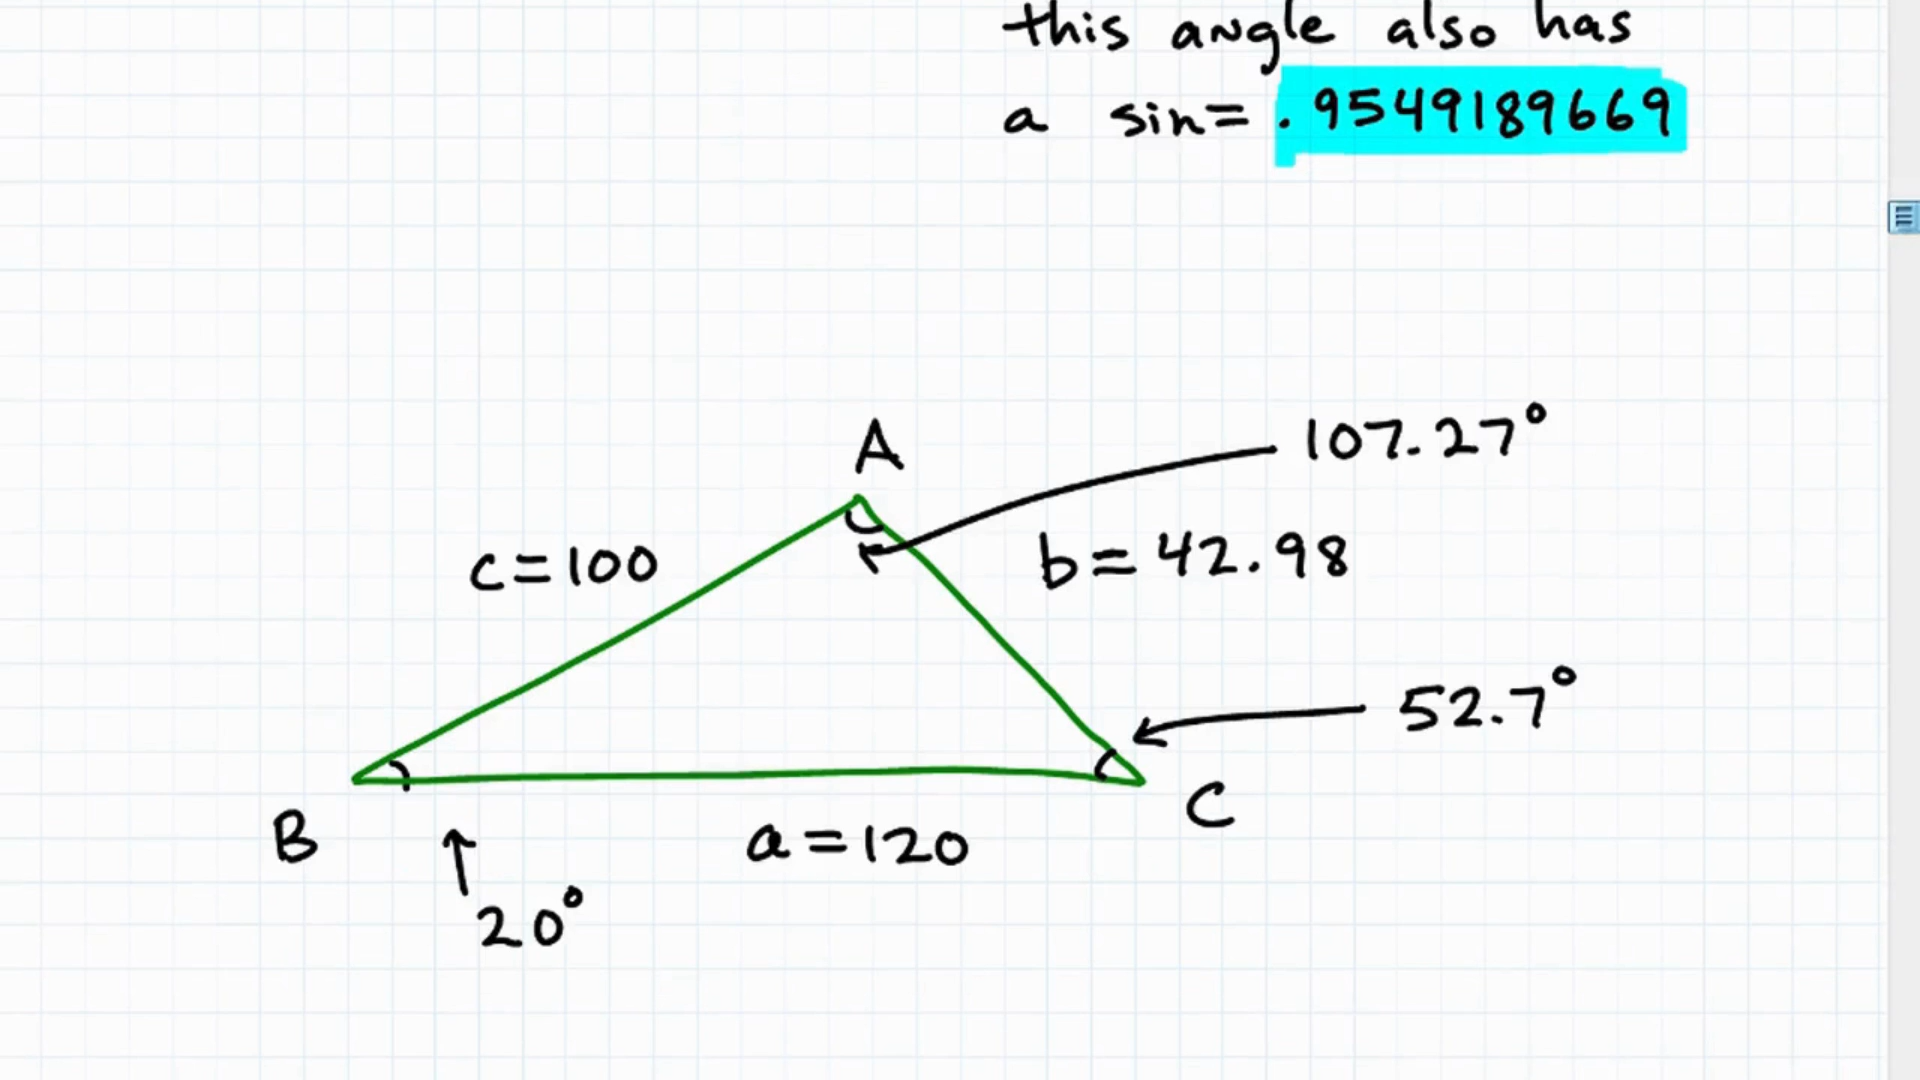 this angle also has
a sin= .9549189669
A
107.27°
c=100
b= 42.98
52.7°
B
C
a=120
20°